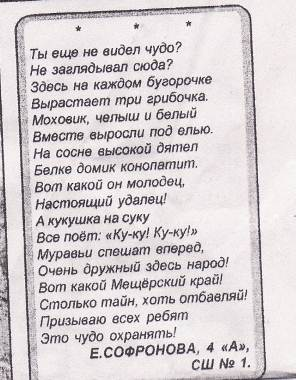 * * *
Ты еще не видел чудо?
Не заглядывал сюда?
Здесь на каждом бугорочке
Вырастает три грибочка.
Моховик, челыш и белый
Вместе выросли под елью.
На сосне высокой дятел
Белке домик конопатит.
Вот какой он молодец,
Настоящий удалец!
А кукушка на суку
Все поёт: «Ку-ку! Ку-ку!»
Муравьи спешат вперед,
Очень дружный здесь народ!
Вот какой Мещёрский край!
Столько тайн, хоть отбавляй!
Призываю всех ребят
Это чудо охранять!
Е.СОФРОНОВА, 4 «А»,
СШ № 1.